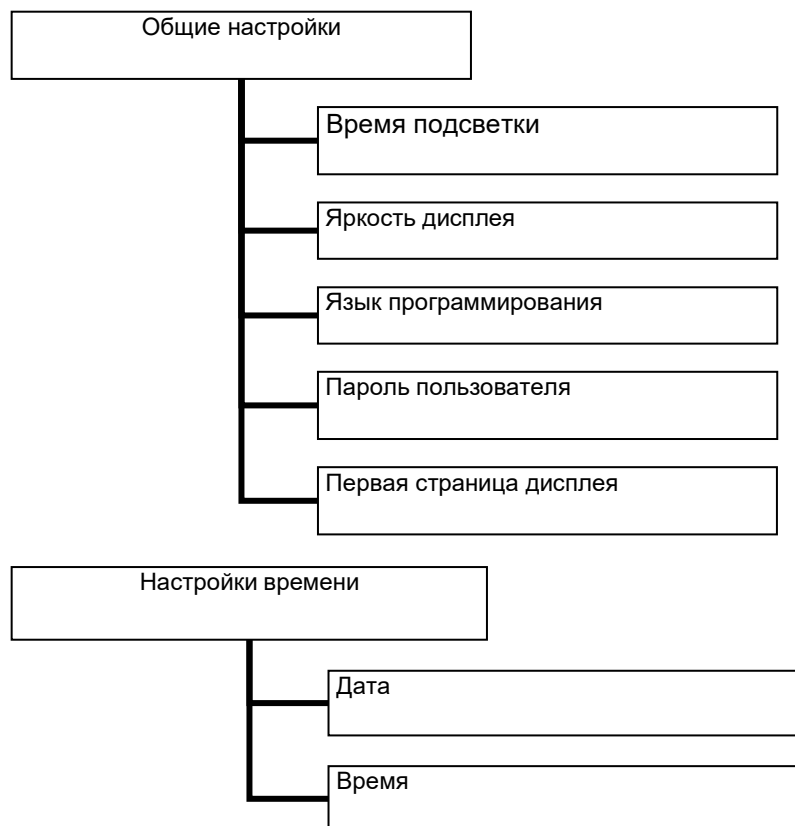 Общие настройки
Время подсветки
Яркость дисплея
Язык программирования
Пароль пользователя
Первая страница дисплея
Настройки времени
Дата
Время